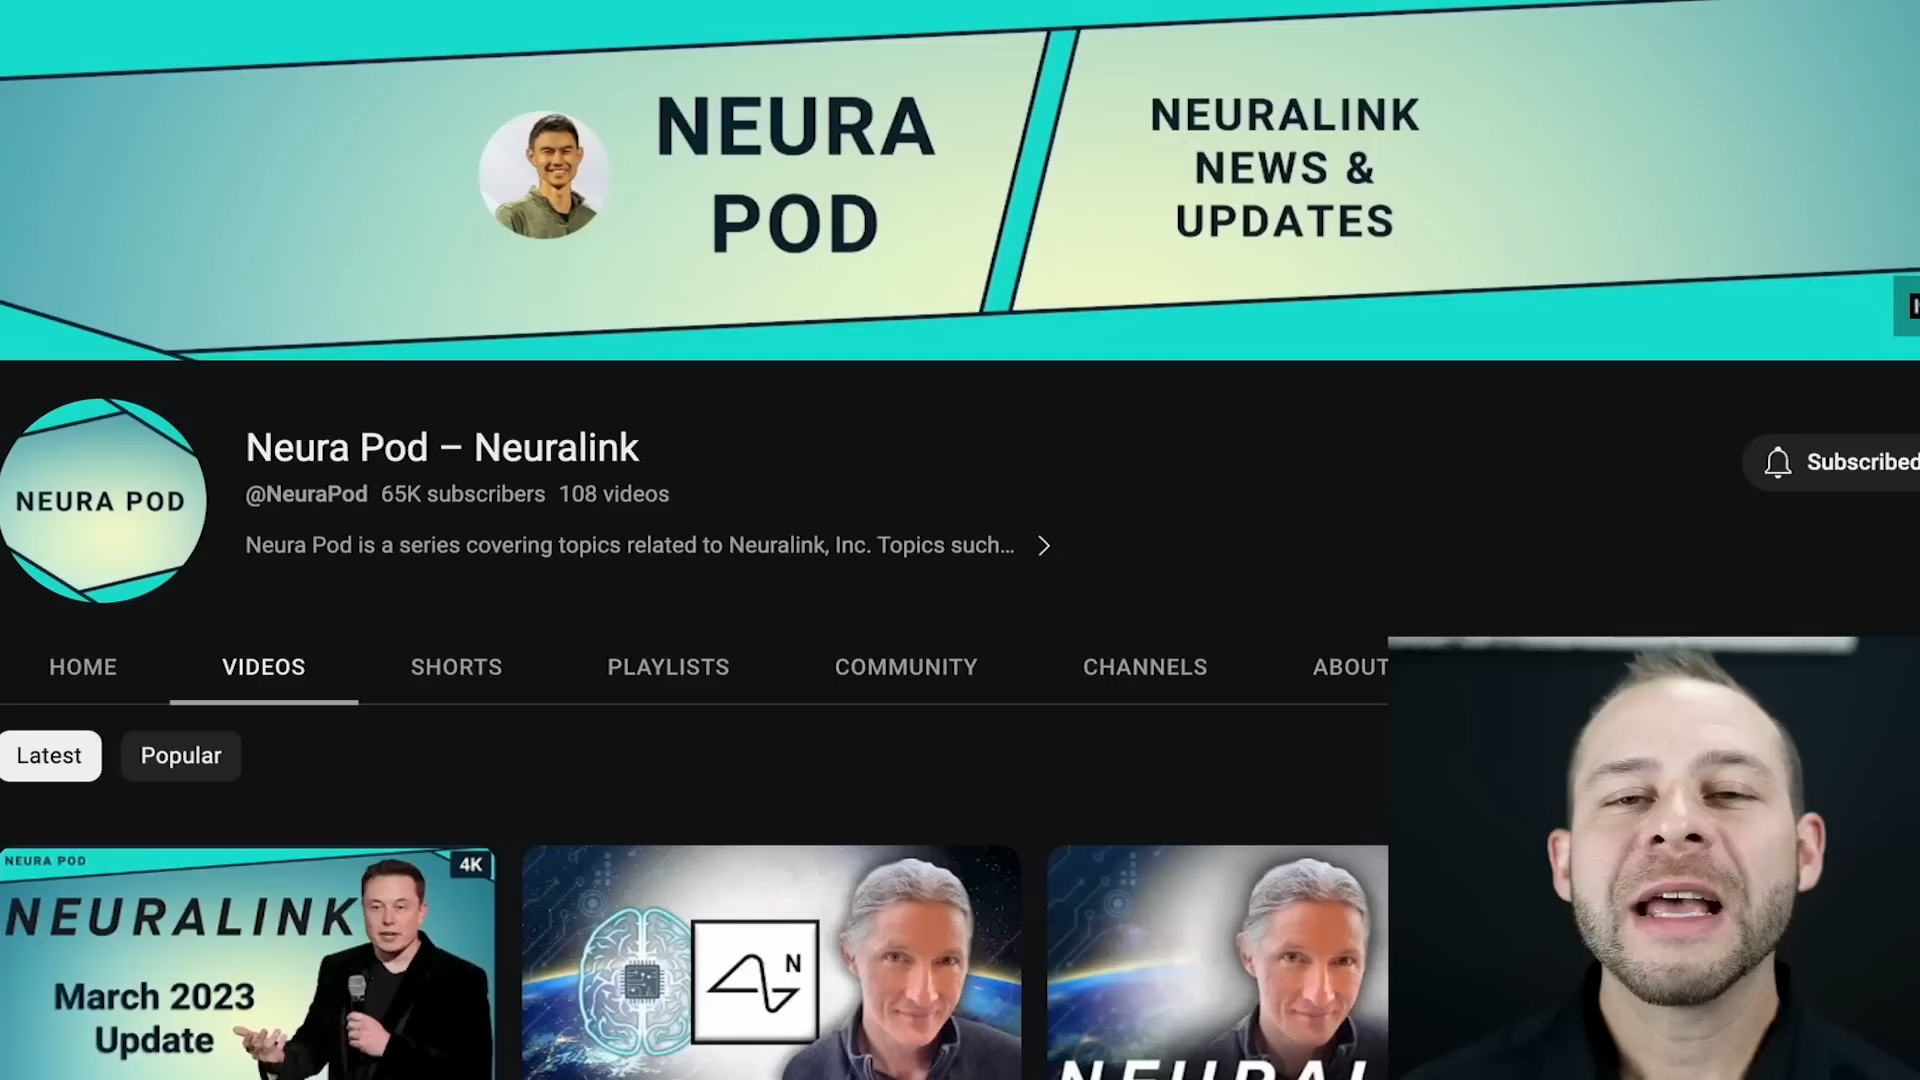 NEURA
POD
NEURALINK
NEWS &
UPDATES
NEURA POD
Neura Pod – Neuralink
@NeuraPod 65K subscribers 108 videos
Neura Pod is a series covering topics related to Neuralink, Inc. Topics such...
Subscribed
HOME VIDEOS SHORTS PLAYLISTS COMMUNITY CHANNELS ABOUT
Latest Popular
NEURA POD
4K
NEURALINK
March 2023
Update
N
NEURAL